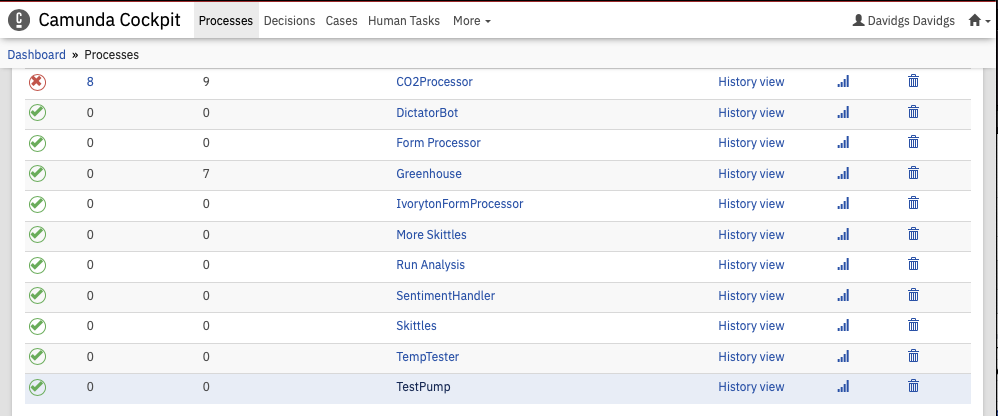 Camunda Cockpit Processes Decisions Cases Human Tasks More Davidgs Davidgs
Dashboard » Processes
8 9 CO2Processor History view
0 0 DictatorBot History view
0 0 Form Processor History view
0 7 Greenhouse History view
0 0 IvorytonFormProcessor History view
0 0 More Skittles History view
0 0 Run Analysis History view
0 0 SentimentHandler History view
0 0 Skittles History view
0 0 TempTester History view
0 0 TestPump History view